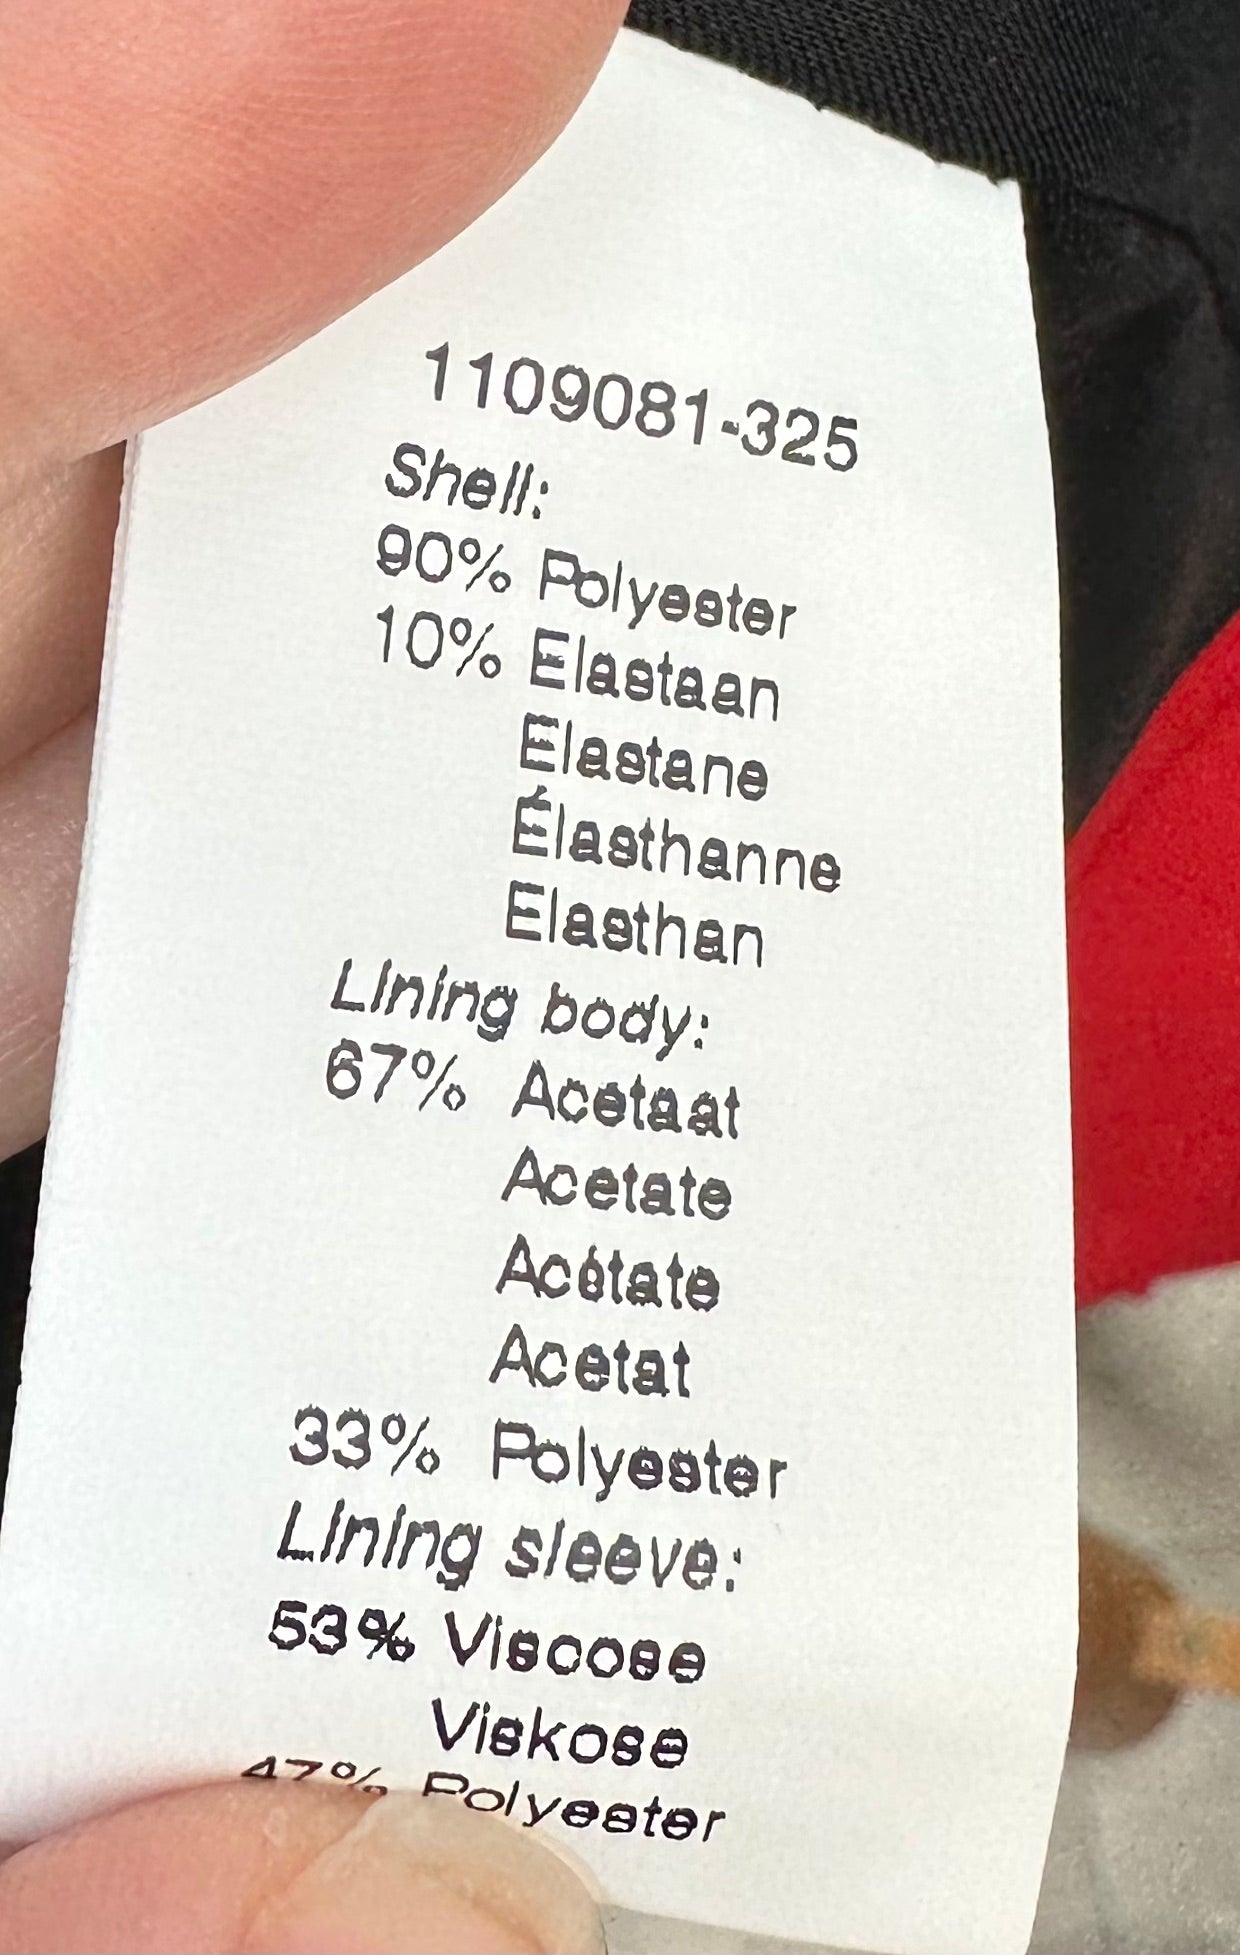 1109081-325
Shell:
90% Polyester
10% Elastaan
Elastane
Élasthanne
Elasthan
Lining body:
67% Acetaat
Acetate
Acétate
Acetat
33% Polyester
Lining sleeve:
53% Viscose
Viskose
47% Polyester